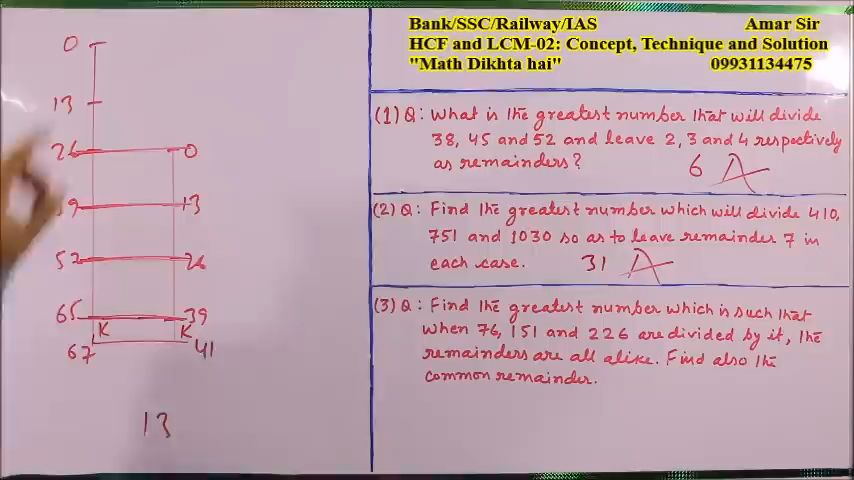 Bank/SSC/Railway/IAS Amar Sir
HCF and LCM-02: Concept, Technique and Solution
"Math Dikhta hai" 09931134475
0
13
26 0
39 13
52 26
65 39
K K
67 41
13
(1) Q: What is the greatest number that will divide
38, 45 and 52 and leave 2, 3 and 4 respectively
as remainders? 6 A
(2) Q: Find the greatest number which will divide 410,
751 and 1030 so as to leave remainder 7 in
each case. 31 A
(3) Q: Find the greatest number which is such that
when 76, 151 and 226 are divided by it, the
remainders are all alike. Find also the
common remainder.